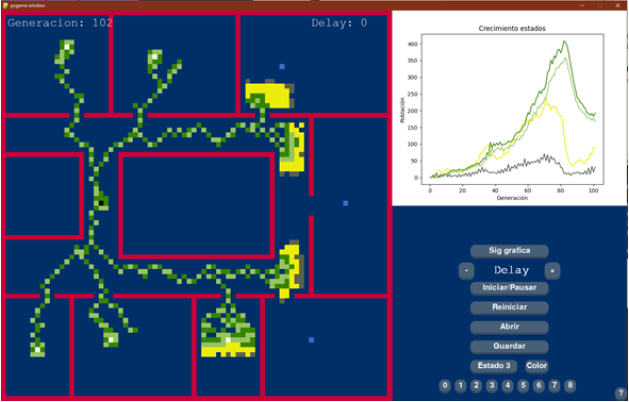 pygame window
Generacion: 102
Delay: 0
Crecimiento estados
Población
400
350
300
250
200
150
100
50
0
0 20 40 60 80 100
Generación
Sig grafica
- Delay +
Iniciar/Pausar
Reiniciar
Abrir
Guardar
Estado 3 Color
0 1 2 3 4 5 6 7 8
?